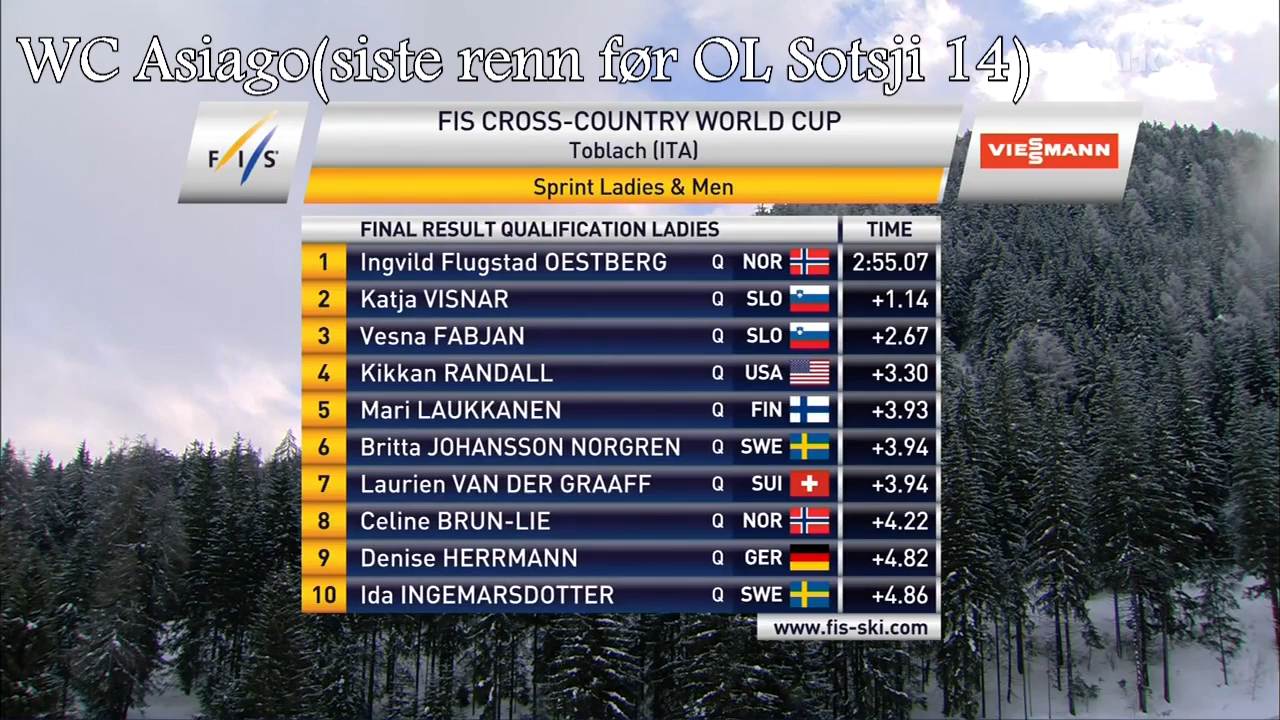 WC Asiago(siste renn før OL Sotsji 14)
FIS
FIS CROSS-COUNTRY WORLD CUP
Toblach (ITA)
VIESSMANN
Sprint Ladies & Men
FINAL RESULT QUALIFICATION LADIES TIME
1 Ingvild Flugstad OESTBERG Q NOR 2:55.07
2 Katja VISNAR Q SLO +1.14
3 Vesna FABJAN Q SLO +2.67
4 Kikkan RANDALL Q USA +3.30
5 Mari LAUKKANEN Q FIN +3.93
6 Britta JOHANSSON NORGREN Q SWE +3.94
7 Laurien VAN DER GRAAFF Q SUI +3.94
8 Celine BRUN-LIE Q NOR +4.22
9 Denise HERRMANN Q GER +4.82
10 Ida INGEMARSDOTTER Q SWE +4.86
www.fis-ski.com